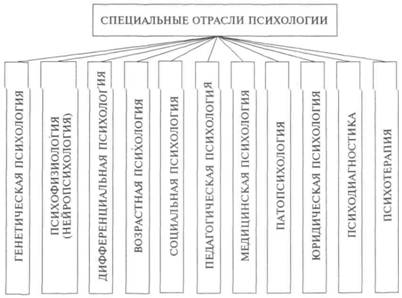 СПЕЦИАЛЬНЫЕ ОТРАСЛИ ПСИХОЛОГИИ
ГЕНЕТИЧЕСКАЯ ПСИХОЛОГИЯ
ПСИХОФИЗИОЛОГИЯ
(НЕЙРОПСИХОЛОГИЯ)
ДИФФЕРЕНЦИАЛЬНАЯ ПСИХОЛОГИЯ
ВОЗРАСТНАЯ ПСИХОЛОГИЯ
СОЦИАЛЬНАЯ ПСИХОЛОГИЯ
ПЕДАГОГИЧЕСКАЯ ПСИХОЛОГИЯ
МЕДИЦИНСКАЯ ПСИХОЛОГИЯ
ПАТОПСИХОЛОГИЯ
ЮРИДИЧЕСКАЯ ПСИХОЛОГИЯ
ПСИХОДИАГНОСТИКА
ПСИХОТЕРАПИЯ